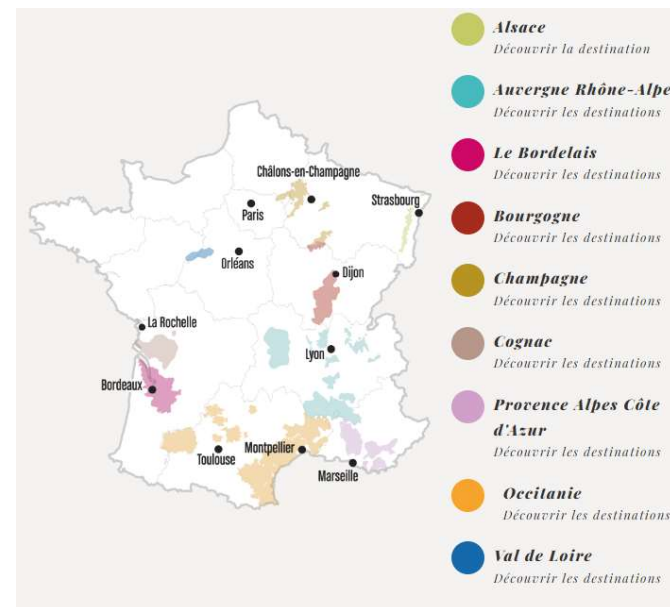 Châlons-en-Champagne
Strasbourg
Paris
Orléans
Dijon
La Rochelle
Lyon
Bordeaux
Montpellier
Toulouse
Marseille
Alsace
Découvrir la destination
Auvergne Rhône-Alpe
Découvrir les destinations
Le Bordelais
Découvrir les destinations
Bourgogne
Découvrir les destinations
Champagne
Découvrir les destinations
Cognac
Découvrir les destinations
Provence Alpes Côte
d'Azur
Découvrir les destinations
Occitanie
Découvrir les destinations
Val de Loire
Découvrir les destinations